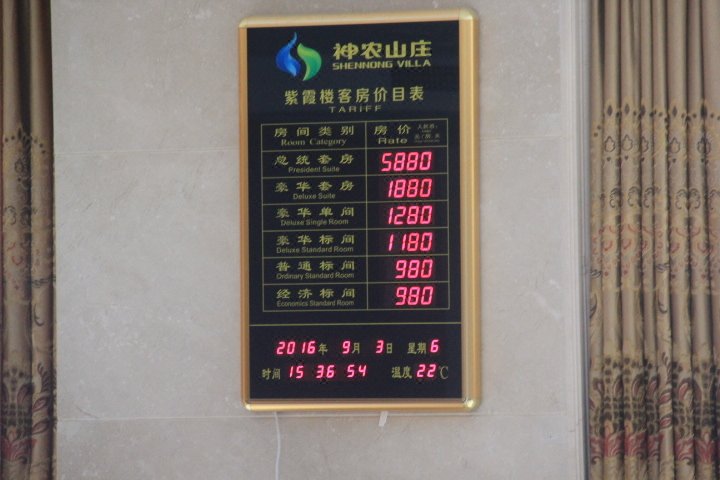 神农山庄
SHENNONG VILLA
紫霞楼客房价目表
TARIFF
房间类别 房价
Room Category Rate
总统套房 5880
President Suite
豪华套房 1880
Deluxe Suite
豪华单间 1280
Deluxe Single Room
豪华标间 1180
Deluxe Standard Room
普通标间 980
Ordinary Standard Room
经济标间 980
Economics Standard Room
2016年 9月 3日 星期6
时间 15 36 54 温度 22℃